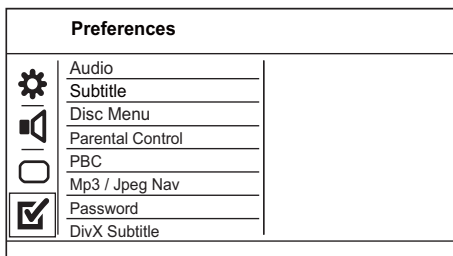 Preferences
Audio
Subtitle
Disc Menu
Parental Control
PBC
Mp3 / Jpeg Nav
Password
DivX Subtitle